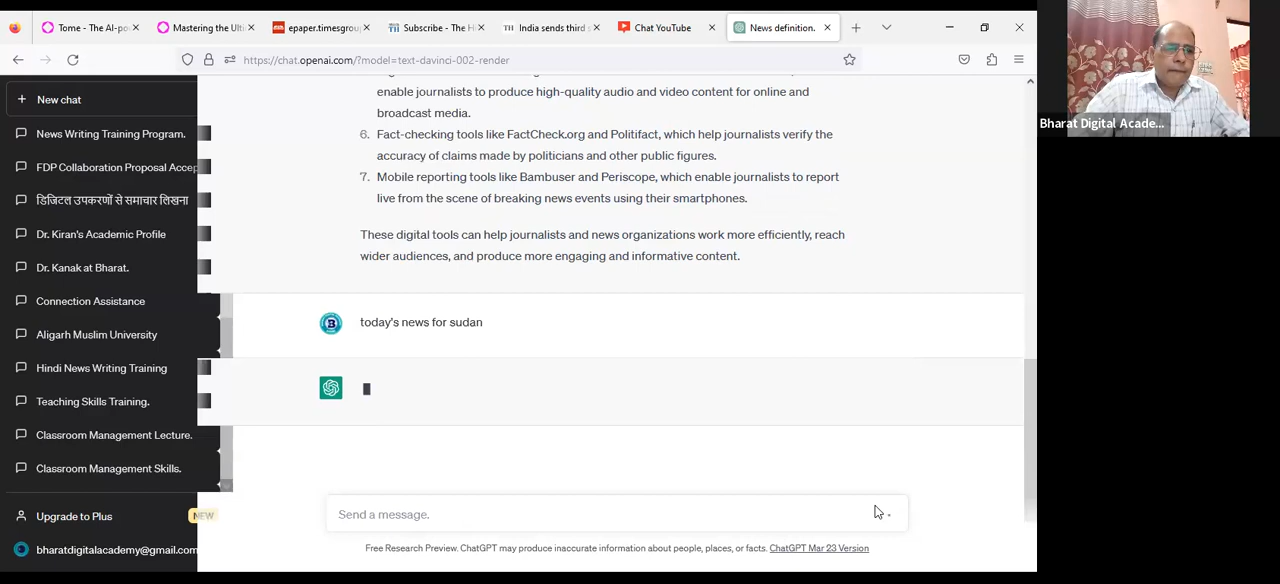 Tome - The AI-po
Mastering the Ulti
epaper.timesgrou
Subscribe - The Hi
India sends third s
Chat YouTube
News definition.
https://chat.openai.com/?model=text-davinci-002-render
New chat
News Writing Training Program.
FDP Collaboration Proposal Accep
डिजिटल उपकरणों से समाचार लिखना
Dr. Kiran's Academic Profile
Dr. Kanak at Bharat.
Connection Assistance
Aligarh Muslim University
Hindi News Writing Training
Teaching Skills Training.
Classroom Management Lecture.
Classroom Management Skills.
Upgrade to Plus
NEW
bharatdigitalacademy@gmail.com
enable journalists to produce high-quality audio and video content for online and
broadcast media.
6. Fact-checking tools like FactCheck.org and Politifact, which help journalists verify the
accuracy of claims made by politicians and other public figures.
7. Mobile reporting tools like Bambuser and Periscope, which enable journalists to report
live from the scene of breaking news events using their smartphones.
These digital tools can help journalists and news organizations work more efficiently, reach
wider audiences, and produce more engaging and informative content.
B
today's news for sudan
Send a message.
Free Research Preview. ChatGPT may produce inaccurate information about people, places, or facts. ChatGPT Mar 23 Version
Bharat Digital Acade...